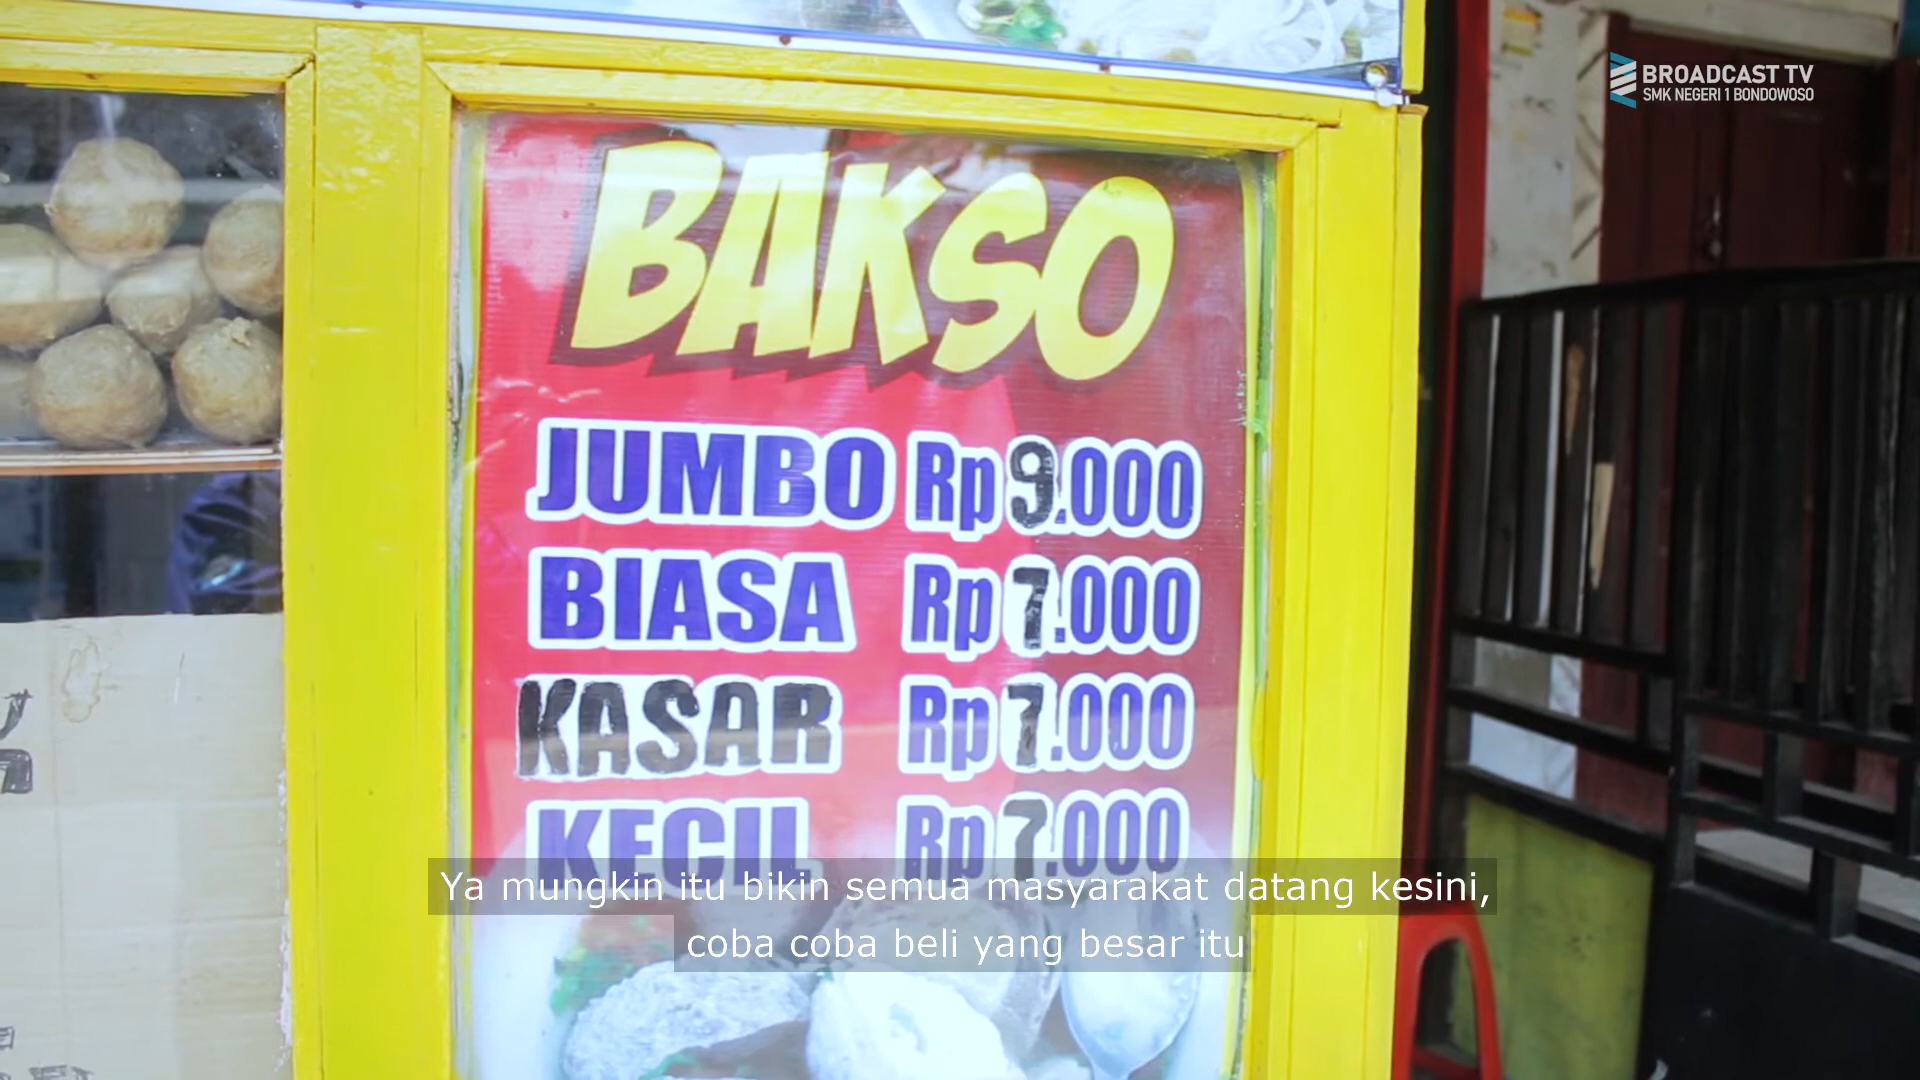 BROADCAST TV
SMK NEGERI 1 BONDOWOSO
BAKSO
JUMBO Rp 9.000
BIASA Rp 7.000
KASAR Rp 7.000
KECIL Rp 7.000
Ya mungkin itu bikin semua masyarakat datang kesini,
coba coba beli yang besar itu